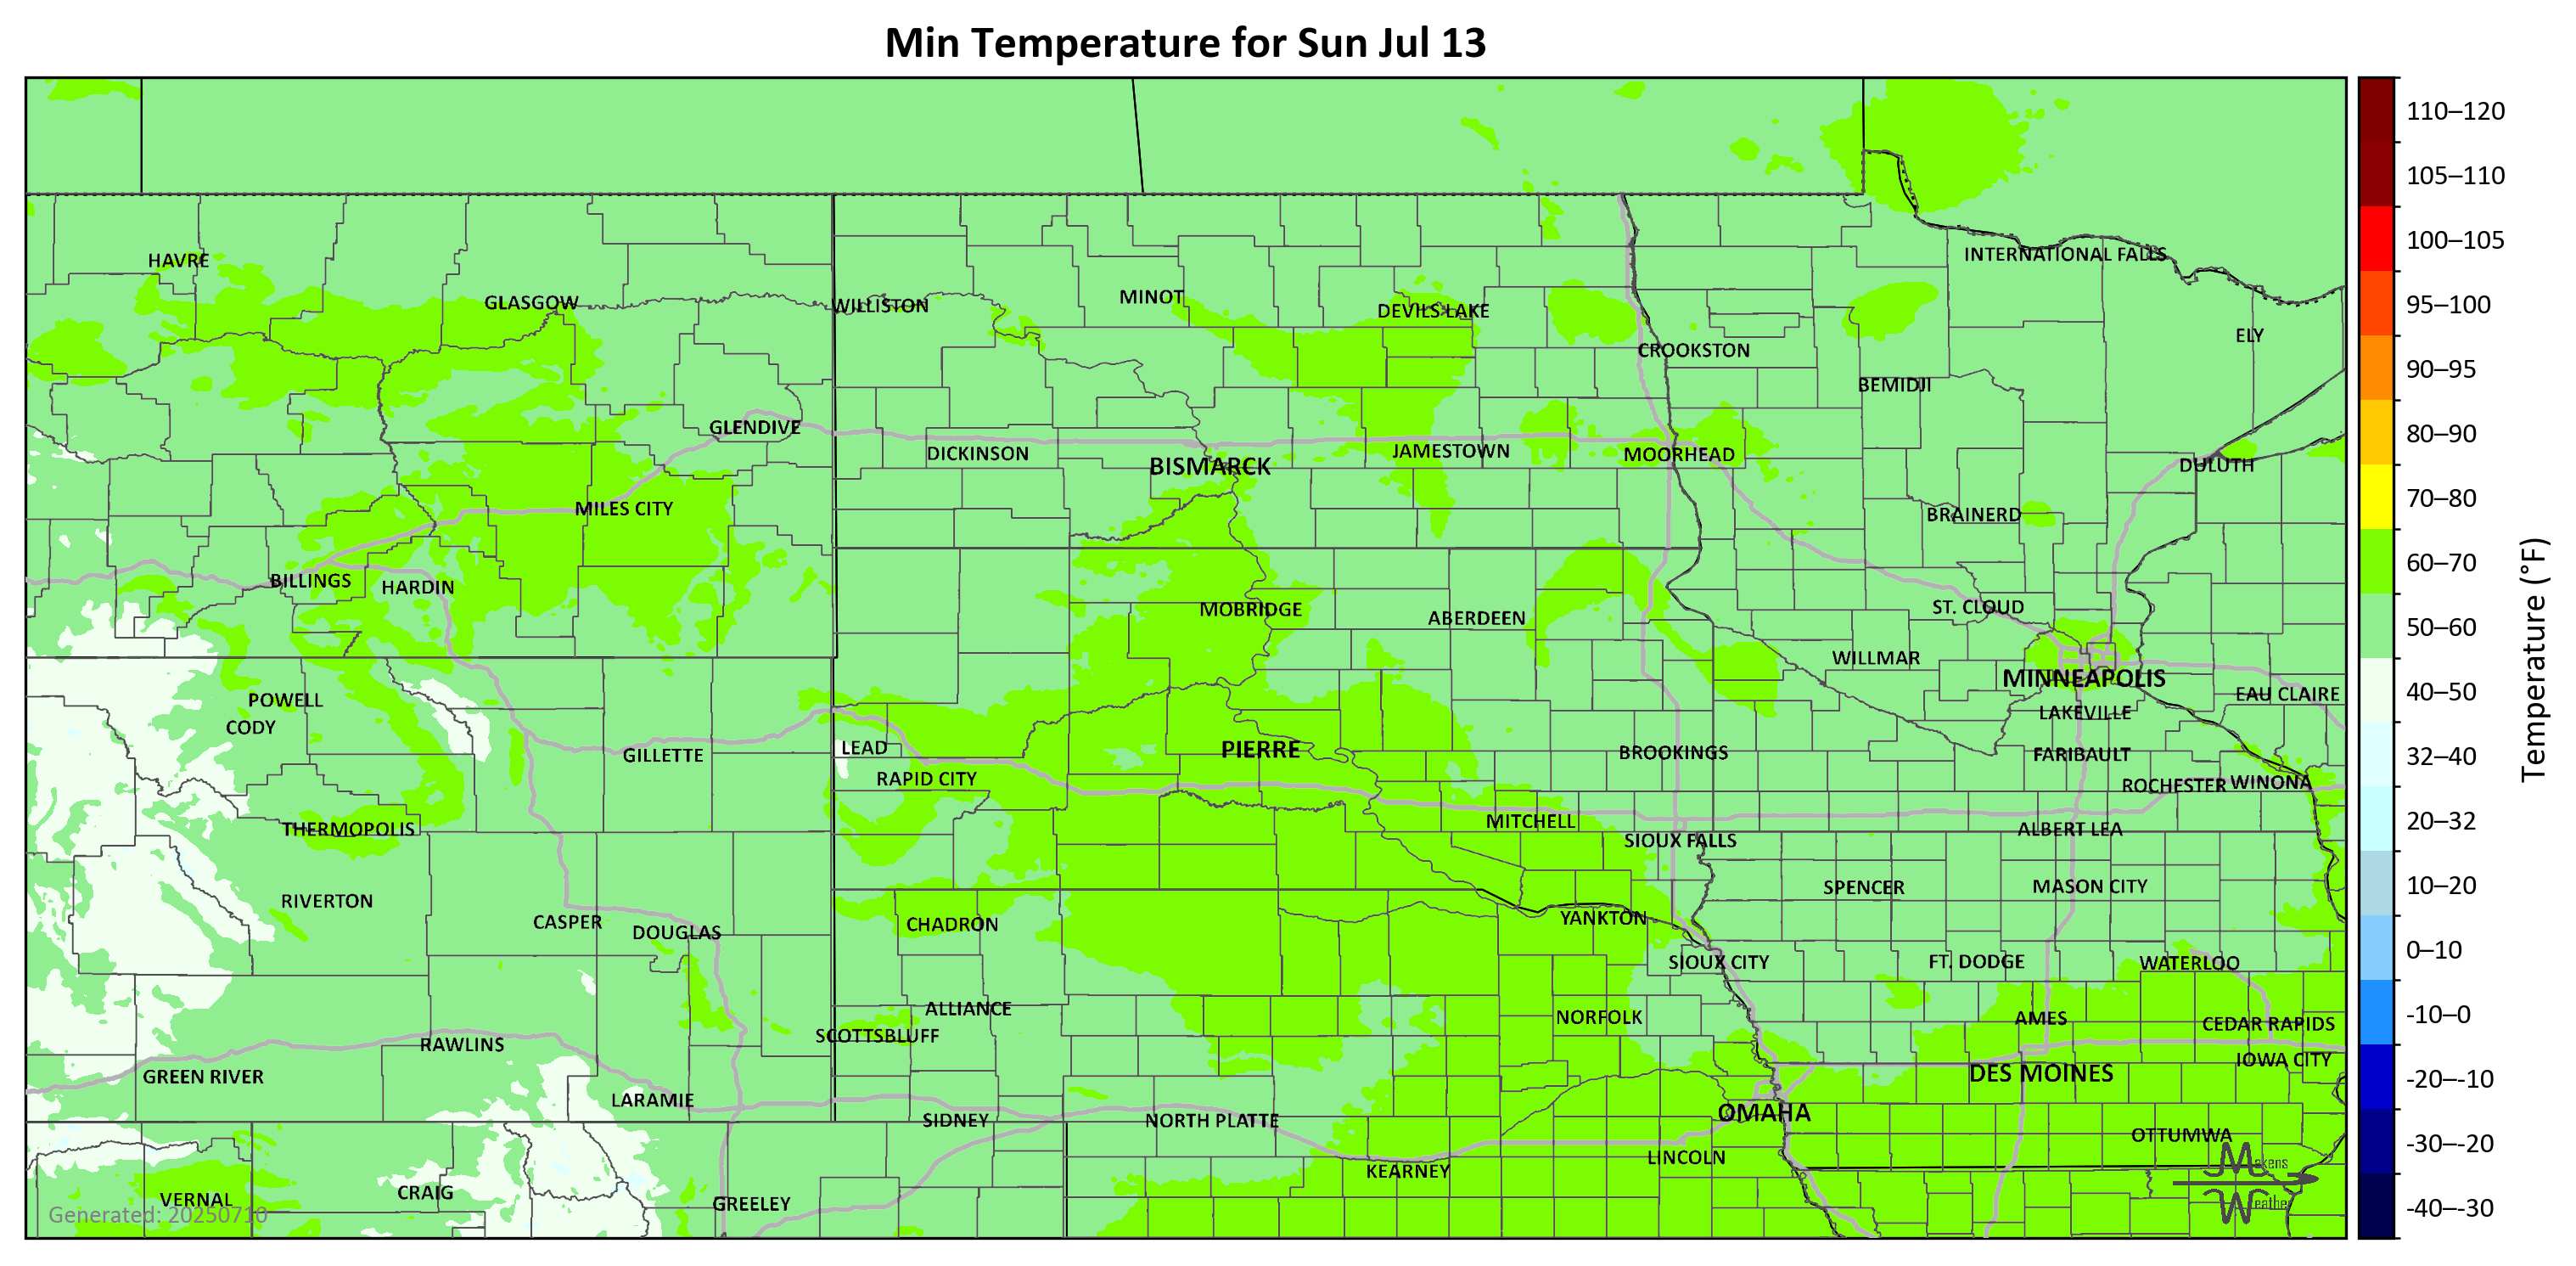 Min Temperature for Sun Jul 13
110–120
105–110
100–105
95–100
90–95
80–90
70–80
60–70
50–60
40–50
32–40
20–32
10–20
0–10
-10–0
-20–-10
-30–-20
-40–-30
Temperature (°F)
HAVRE
GLASGOW
WILLISTON
MINOT
DEVILS LAKE
INTERNATIONAL FALLS
ELY
CROOKSTON
BEMIDJI
GLENDIVE
DICKINSON
BISMARCK
JAMESTOWN
MOORHEAD
DULUTH
MILES CITY
BRAINERD
BILLINGS
HARDIN
MOBRIDGE
ABERDEEN
ST. CLOUD
WILLMAR
MINNEAPOLIS
EAU CLAIRE
POWELL
CODY
LAKEVILLE
GILLETTE
LEAD
PIERRE
BROOKINGS
FARIBAULT
RAPID CITY
ROCHESTER
WINONA
THERMOPOLIS
MITCHELL
SIOUX FALLS
ALBERT LEA
RIVERTON
SPENCER
MASON CITY
CASPER
DOUGLAS
CHADRON
YANKTON
SIOUX CITY
FT. DODGE
WATERLOO
ALLIANCE
NORFOLK
AMES
CEDAR RAPIDS
SCOTTSBLUFF
RAWLINS
IOWA CITY
GREEN RIVER
DES MOINES
LARAMIE
SIDNEY
NORTH PLATTE
OMAHA
OTTUMWA
LINCOLN
KEARNEY
VERNAL
CRAIG
GREELEY
Makens
Weather
Generated: 20250710